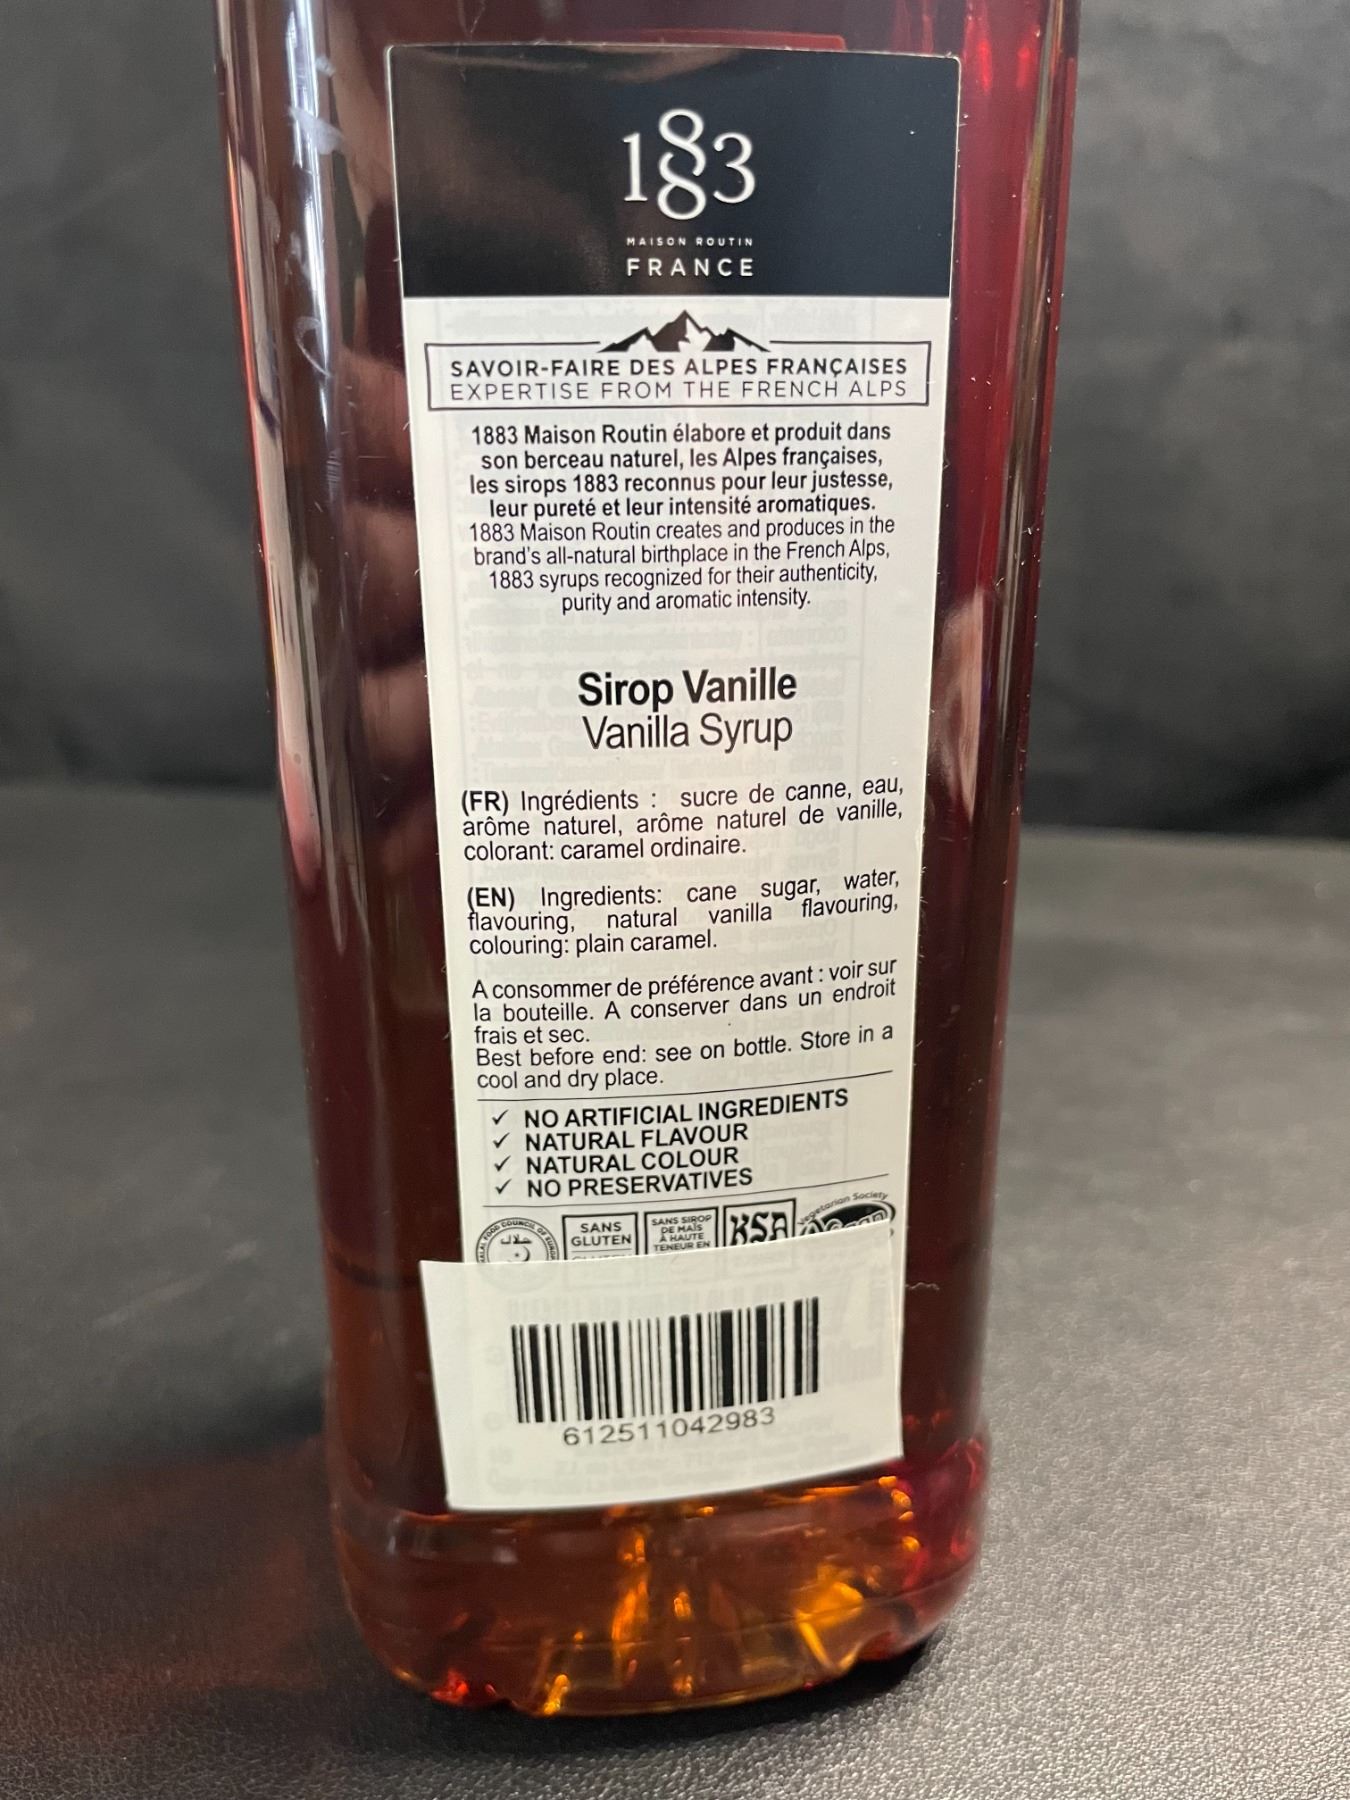 1883
MAISON ROUTIN
FRANCE
SAVOIR-FAIRE DES ALPES FRANÇAISES
EXPERTISE FROM THE FRENCH ALPS
1883 Maison Routin élabore et produit dans
son berceau naturel, les Alpes françaises,
les sirops 1883 reconnus pour leur justesse,
leur pureté et leur intensité aromatiques.
1883 Maison Routin creates and produces in the
brand's all-natural birthplace in the French Alps,
1883 syrups recognized for their authenticity,
purity and aromatic intensity.
Sirop Vanille
Vanilla Syrup
(FR) Ingrédients : sucre de canne, eau,
arôme naturel, arôme naturel de vanille,
colorant: caramel ordinaire.
(EN) Ingredients: cane sugar, water,
flavouring, natural vanilla flavouring,
colouring: plain caramel.
A consommer de préférence avant : voir sur
la bouteille. A conserver dans un endroit
frais et sec.
Best before end: see on bottle. Store in a
cool and dry place.
✓ NO ARTIFICIAL INGREDIENTS
✓ NATURAL FLAVOUR
✓ NATURAL COLOUR
✓ NO PRESERVATIVES
HALAL FOOD COUNCIL OF EUROPE
حلال
SANS
GLUTEN
SANS SIROP
DE MAÏS
À HAUTE
TENEUR EN
KSA
Vegetarian Society
612511042983